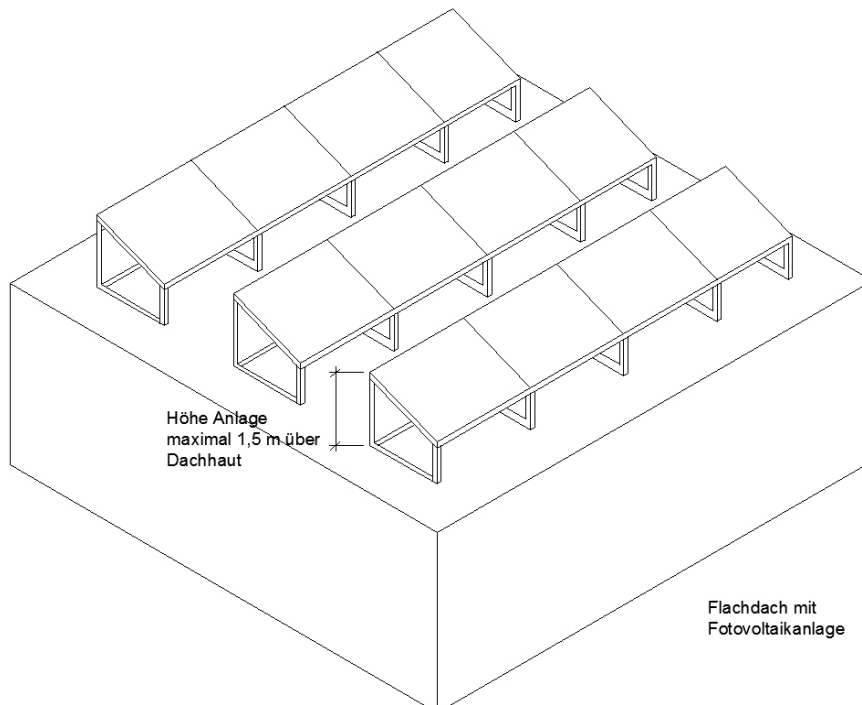 Höhe Anlage
maximal 1,5 m über
Dachhaut
Flachdach mit
Fotovoltaikanlage